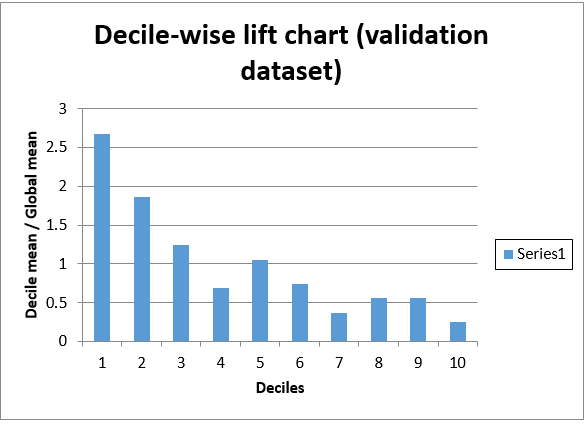 Decile-wise lift chart (validation
dataset)
Decile mean / Global mean
3
2.5
2
1.5
1
0.5
0
1 2 3 4 5 6 7 8 9 10
Deciles
Series1